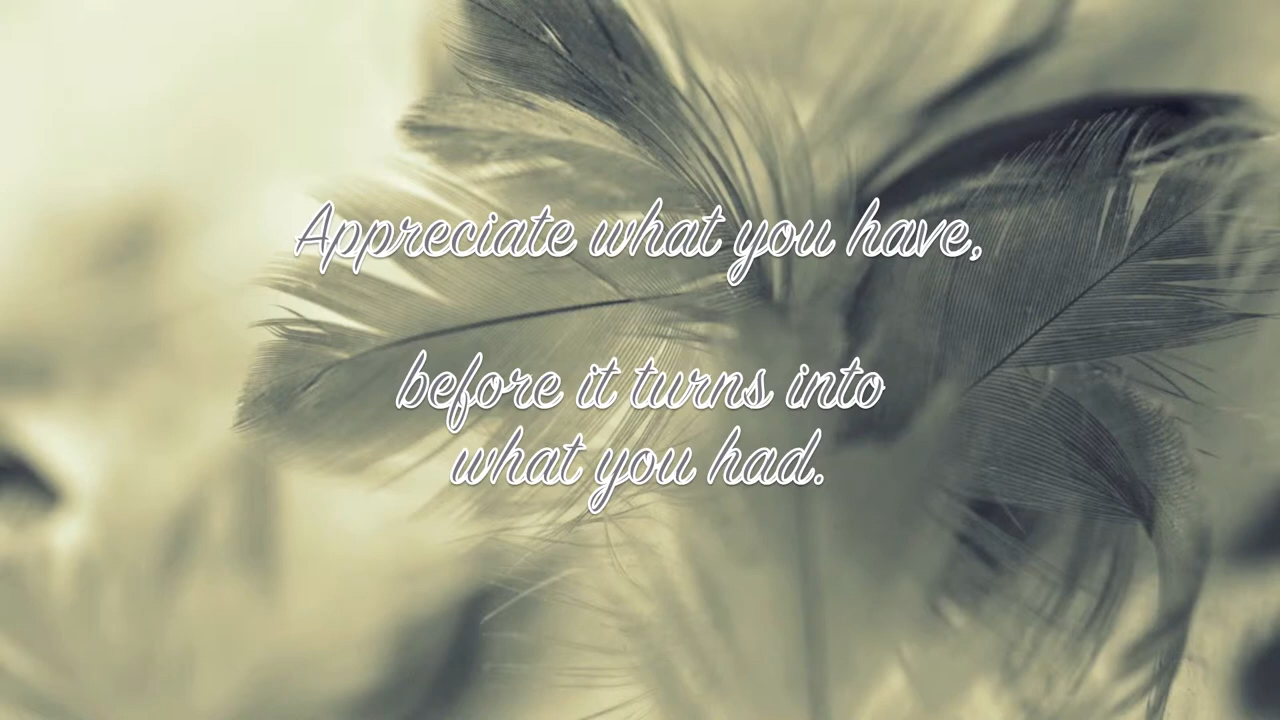 Appreciate what you have,
before it turns into
what you had.